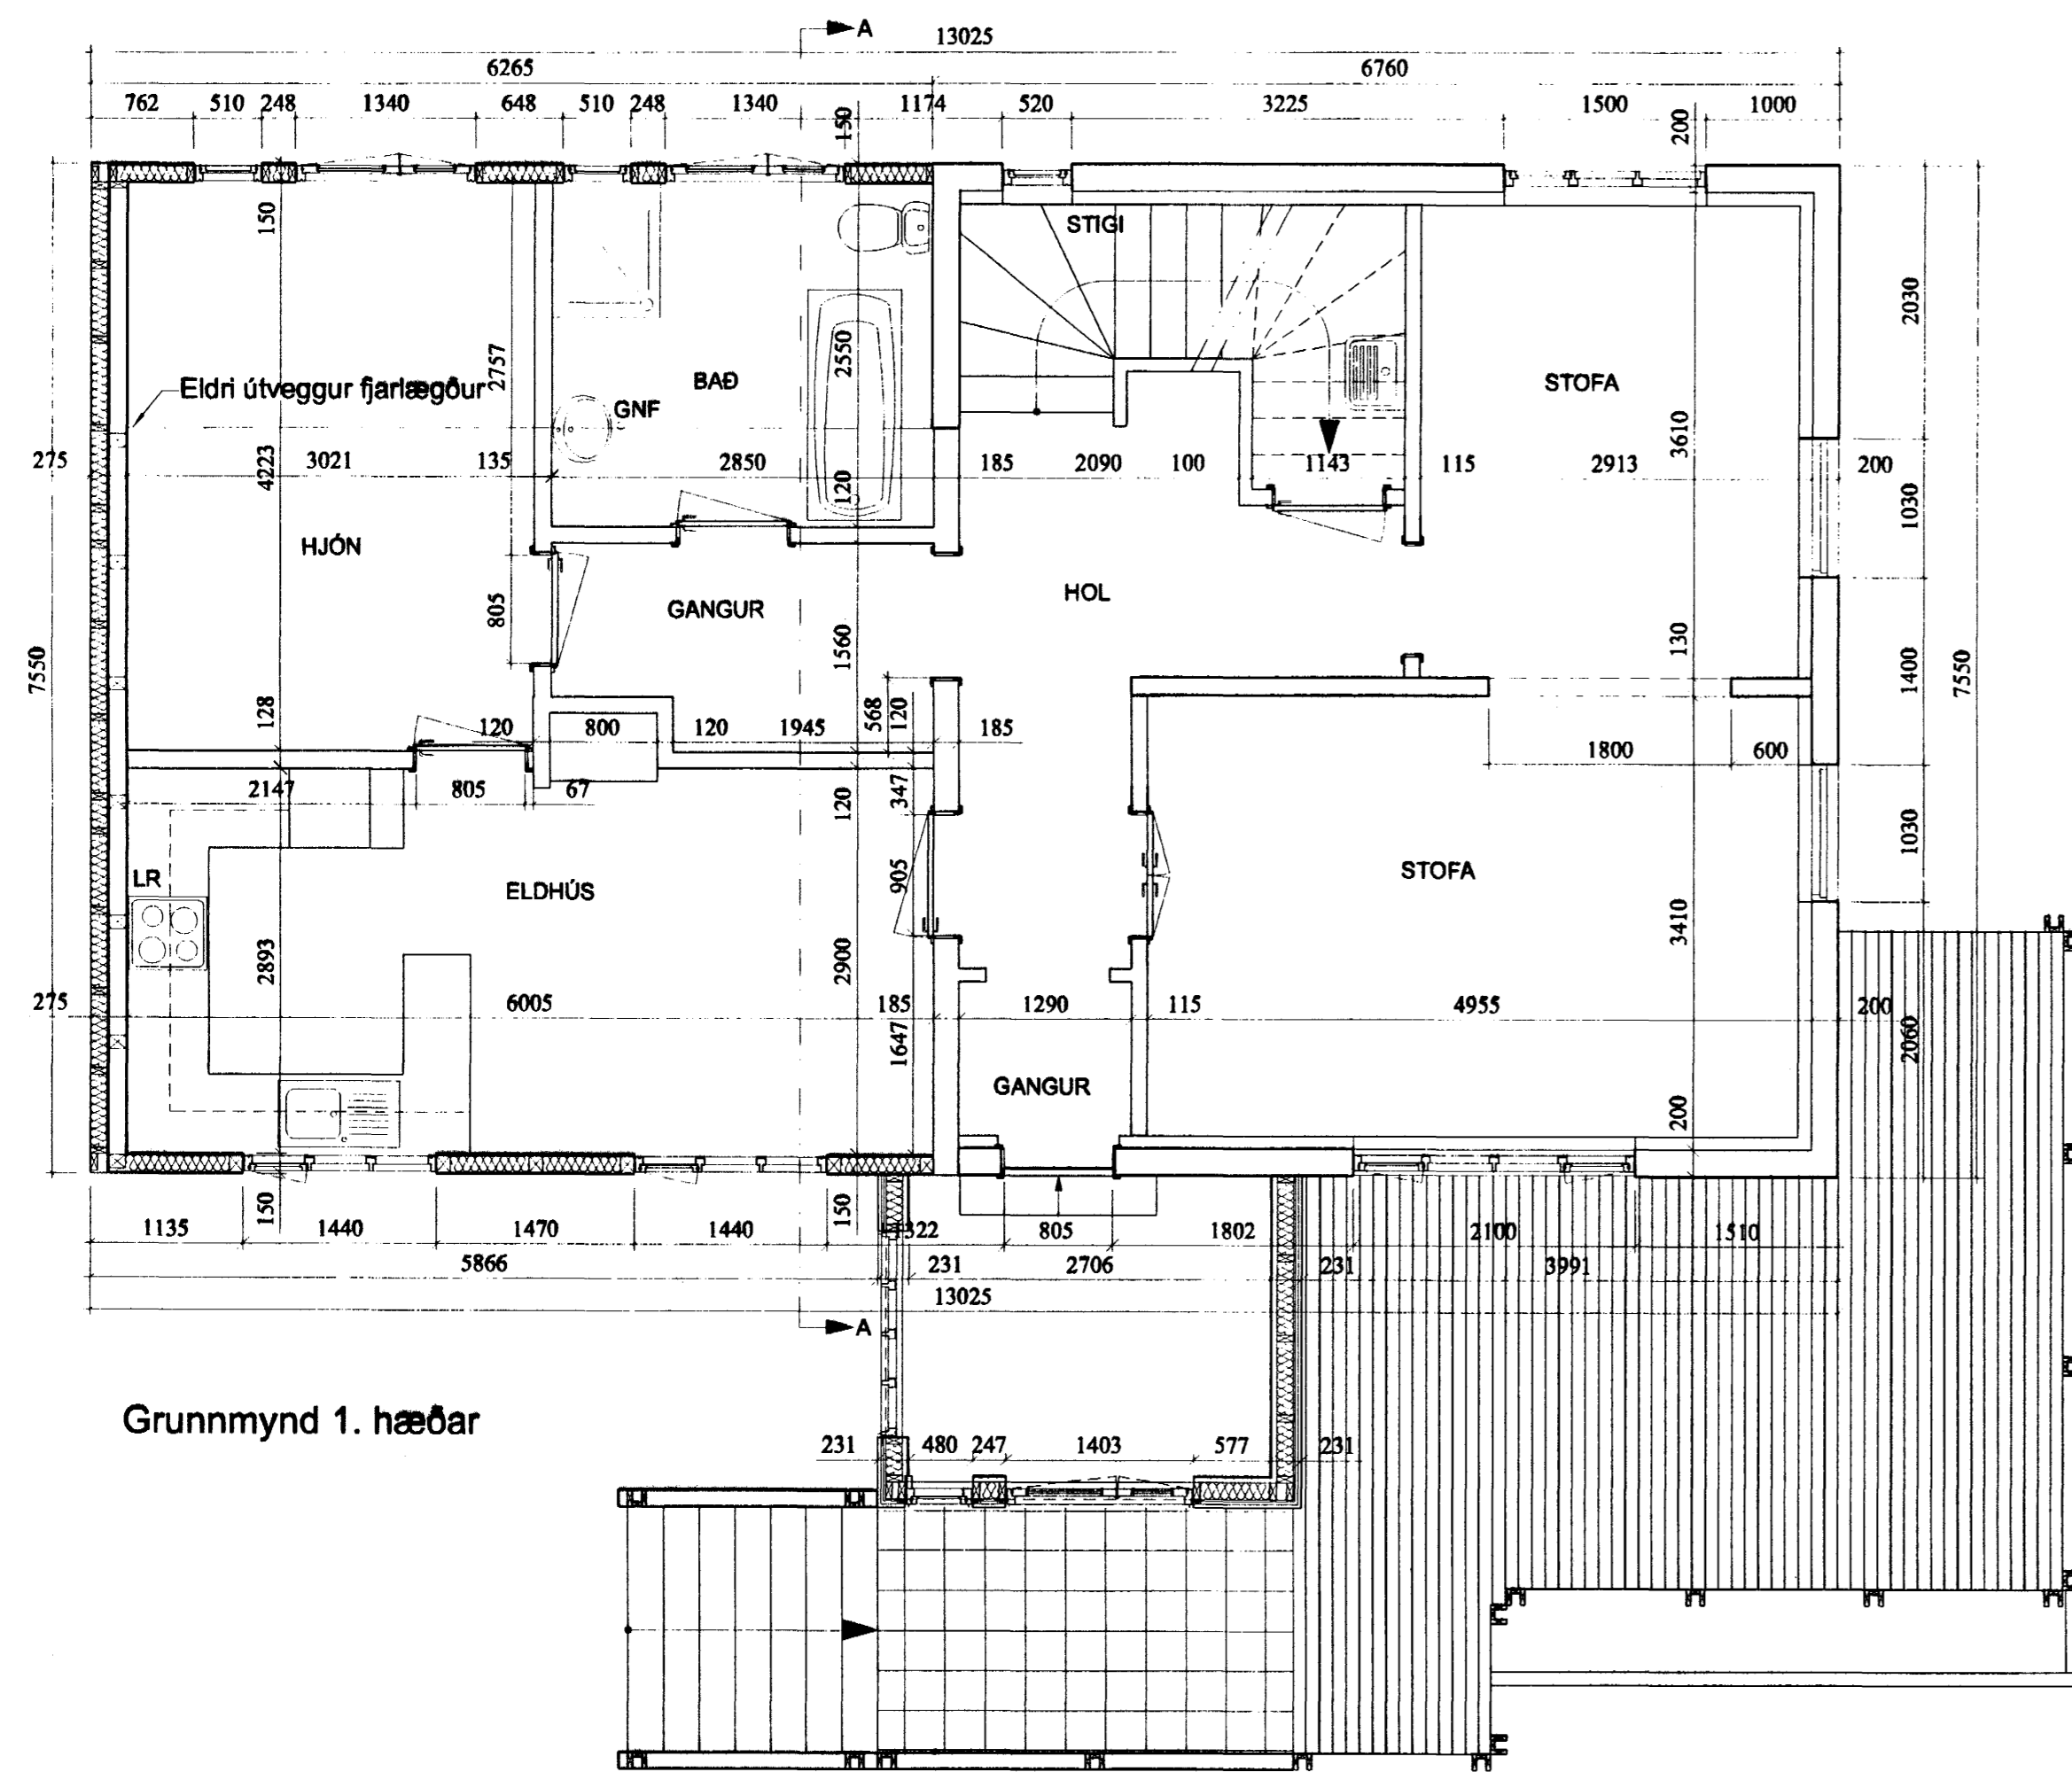 A
13025
6265 6760
762 510 248 1340 648 510 248 1340 1174 520 3225 1500 1000
150 200
150
STIGI
2030
2757 2550
Eldri útveggur fjarlægður
BAÐ
GNF
STOFA
3610
275 4223 3021 135 2850 120 185 2090 100 1143 115 2913 200
1030
HJÓN
805
GANGUR
HOL
1560 130
7550 1400 7550
128 120 800 120 1945 568 120 185
1800 600
2147 805 67 120 347
1030
LR
ELDHÚS
905
STOFA
2893 2900 3410
275 6005 185 1290 115 4955 200
1647 2060
GANGUR
200
150 150
1135 1440 1470 1440 322 805 1802 2100 1510
5866 231 2706 231 3991
13025
A
Grunnmynd 1. hæðar
231 480 247 1403 577 231